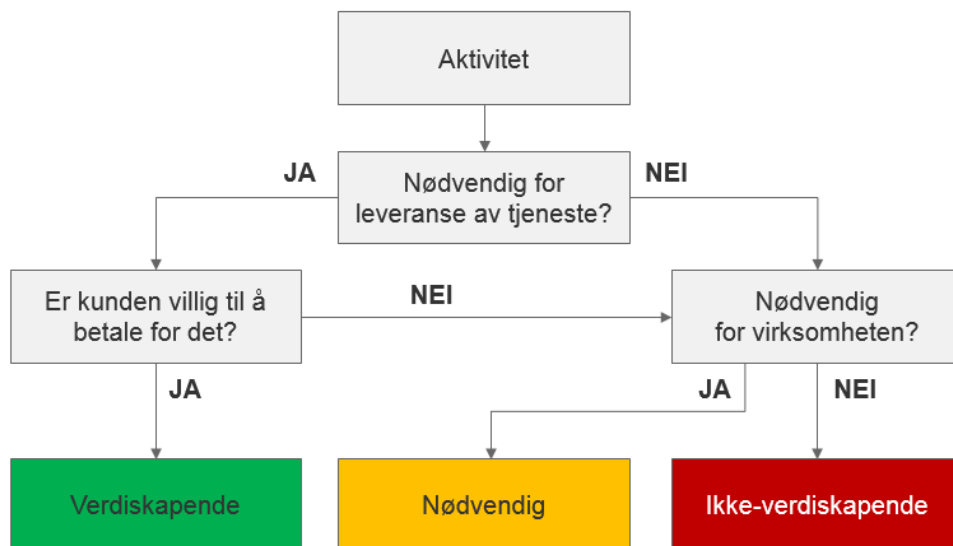 Aktivitet
JA
Nødvendig for
leveranse av tjeneste?
NEI
Er kunden villig til å
betale for det?
NEI
Nødvendig
for virksomheten?
JA
JA
NEI
Verdiskapende
Nødvendig
Ikke-verdiskapende